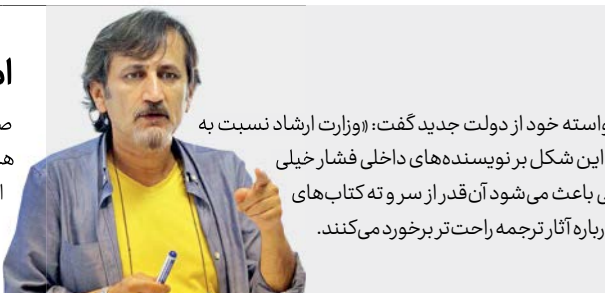 واسته خود از دولت جدید گفت: «وزارت ارشاد نسبت به
این شکل بر نویسنده‌های داخلی فشار خیلی
ی باعث می‌شود آن‌قدر از سر و ته کتاب‌های
رباره آثار ترجمه راحت‌تر برخورد می‌کنند.